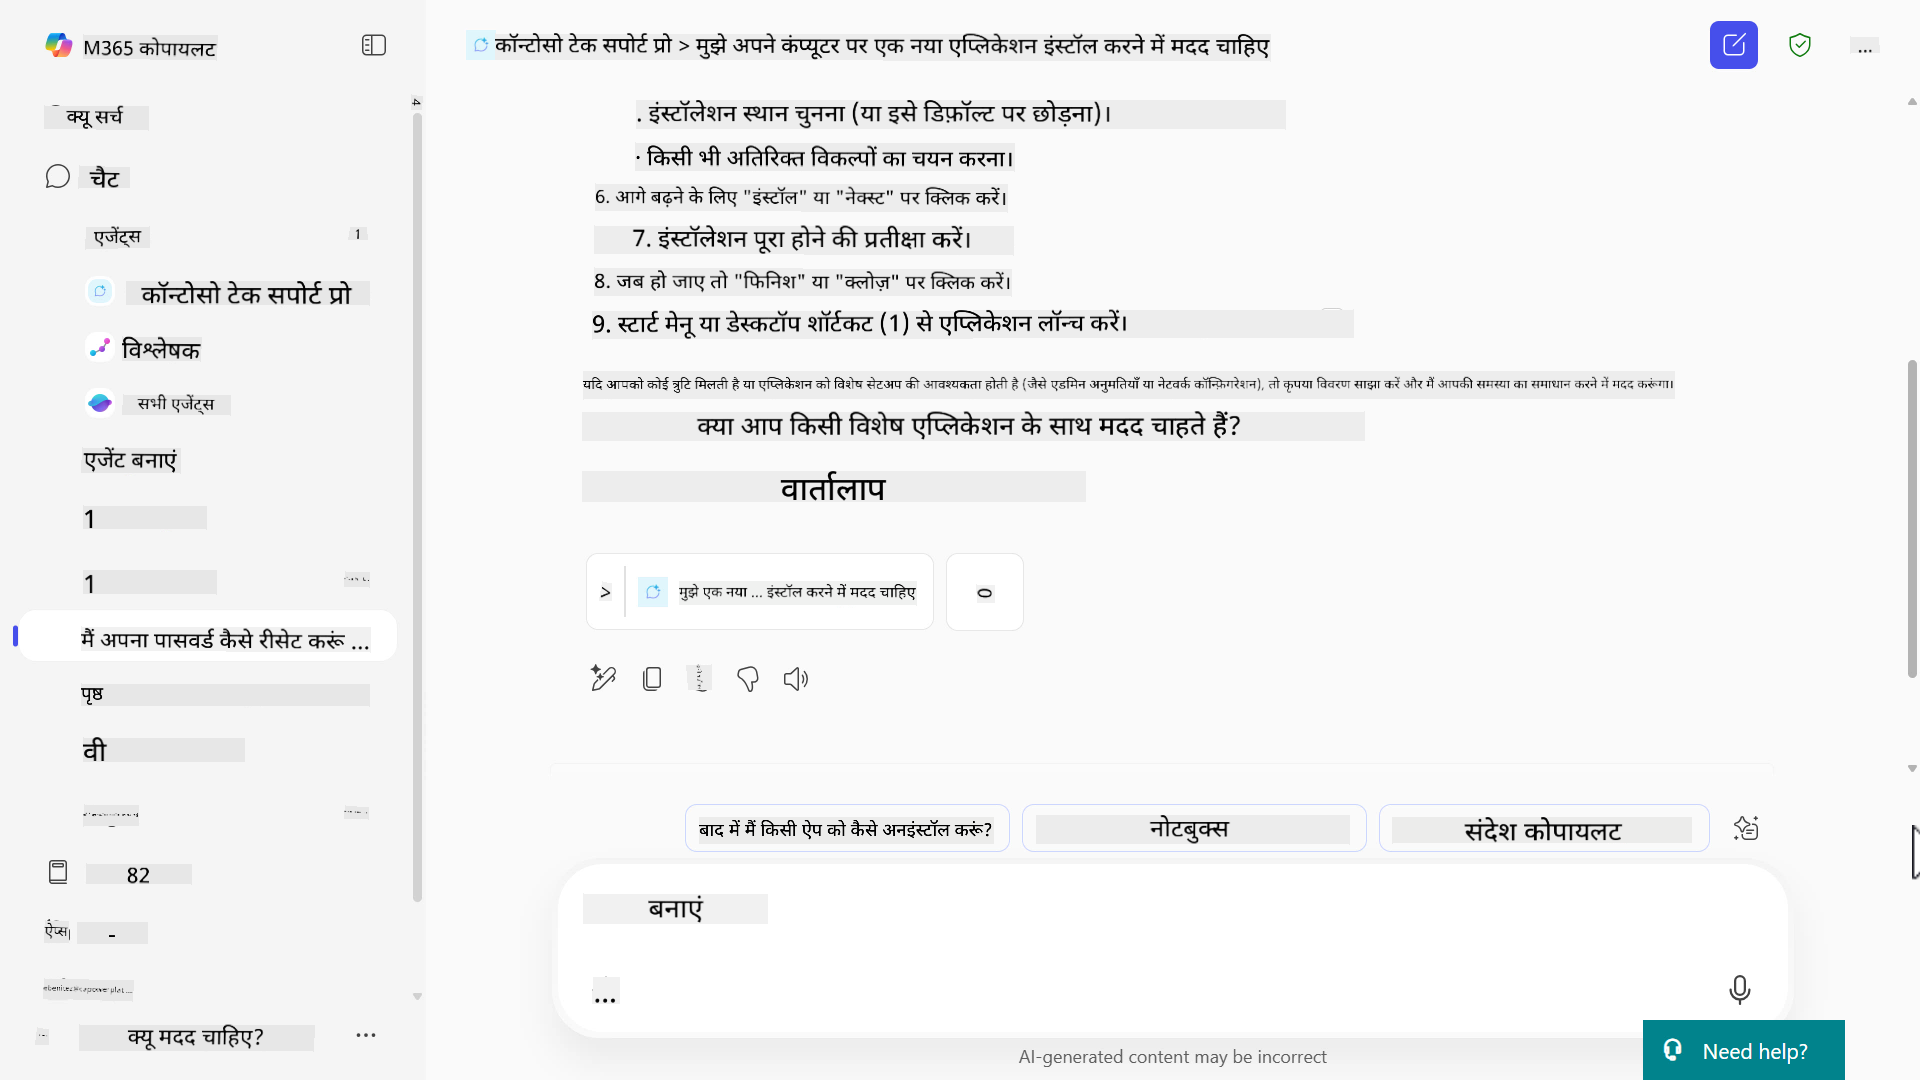 M365 कोपायलट
क्यू सर्च
चैट
एजेंट्स 1
कॉन्टोसो टेक सपोर्ट प्रो
विश्लेषक
सभी एजेंट्स
एजेंट बनाएं
1
1
मैं अपना पासवर्ड कैसे रीसेट करूं ...
पृष्ठ
वी
82
ऐप्स
-
क्यू मदद चाहिए? ...
कॉन्टोसो टेक सपोर्ट प्रो > मुझे अपने कंप्यूटर पर एक नया एप्लिकेशन इंस्टॉल करने में मदद चाहिए
...
. इंस्टॉलेशन स्थान चुनना (या इसे डिफ़ॉल्ट पर छोड़ना)।
· किसी भी अतिरिक्त विकल्पों का चयन करना।
6. आगे बढ़ने के लिए "इंस्टॉल" या "नेक्स्ट" पर क्लिक करें।
7. इंस्टॉलेशन पूरा होने की प्रतीक्षा करें।
8. जब हो जाए तो "फिनिश" या "क्लोज़" पर क्लिक करें।
9. स्टार्ट मेनू या डेस्कटॉप शॉर्टकट (1) से एप्लिकेशन लॉन्च करें।
यदि आपको कोई त्रुटि मिलती है या एप्लिकेशन को विशेष सेटअप की आवश्यकता होती है (जैसे एडमिन अनुमतियाँ या नेटवर्क कॉन्फ़िगरेशन), तो कृपया विवरण साझा करें और मैं आपकी समस्या का समाधान करने में मदद करूंगा।
क्या आप किसी विशेष एप्लिकेशन के साथ मदद चाहते हैं?
वार्तालाप
> मुझे एक नया ... इंस्टॉल करने में मदद चाहिए
0
बाद में मैं किसी ऐप को कैसे अनइंस्टॉल करूं?
नोटबुक्स
संदेश कोपायलट
बनाएं
...
AI-generated content may be incorrect
Need help?